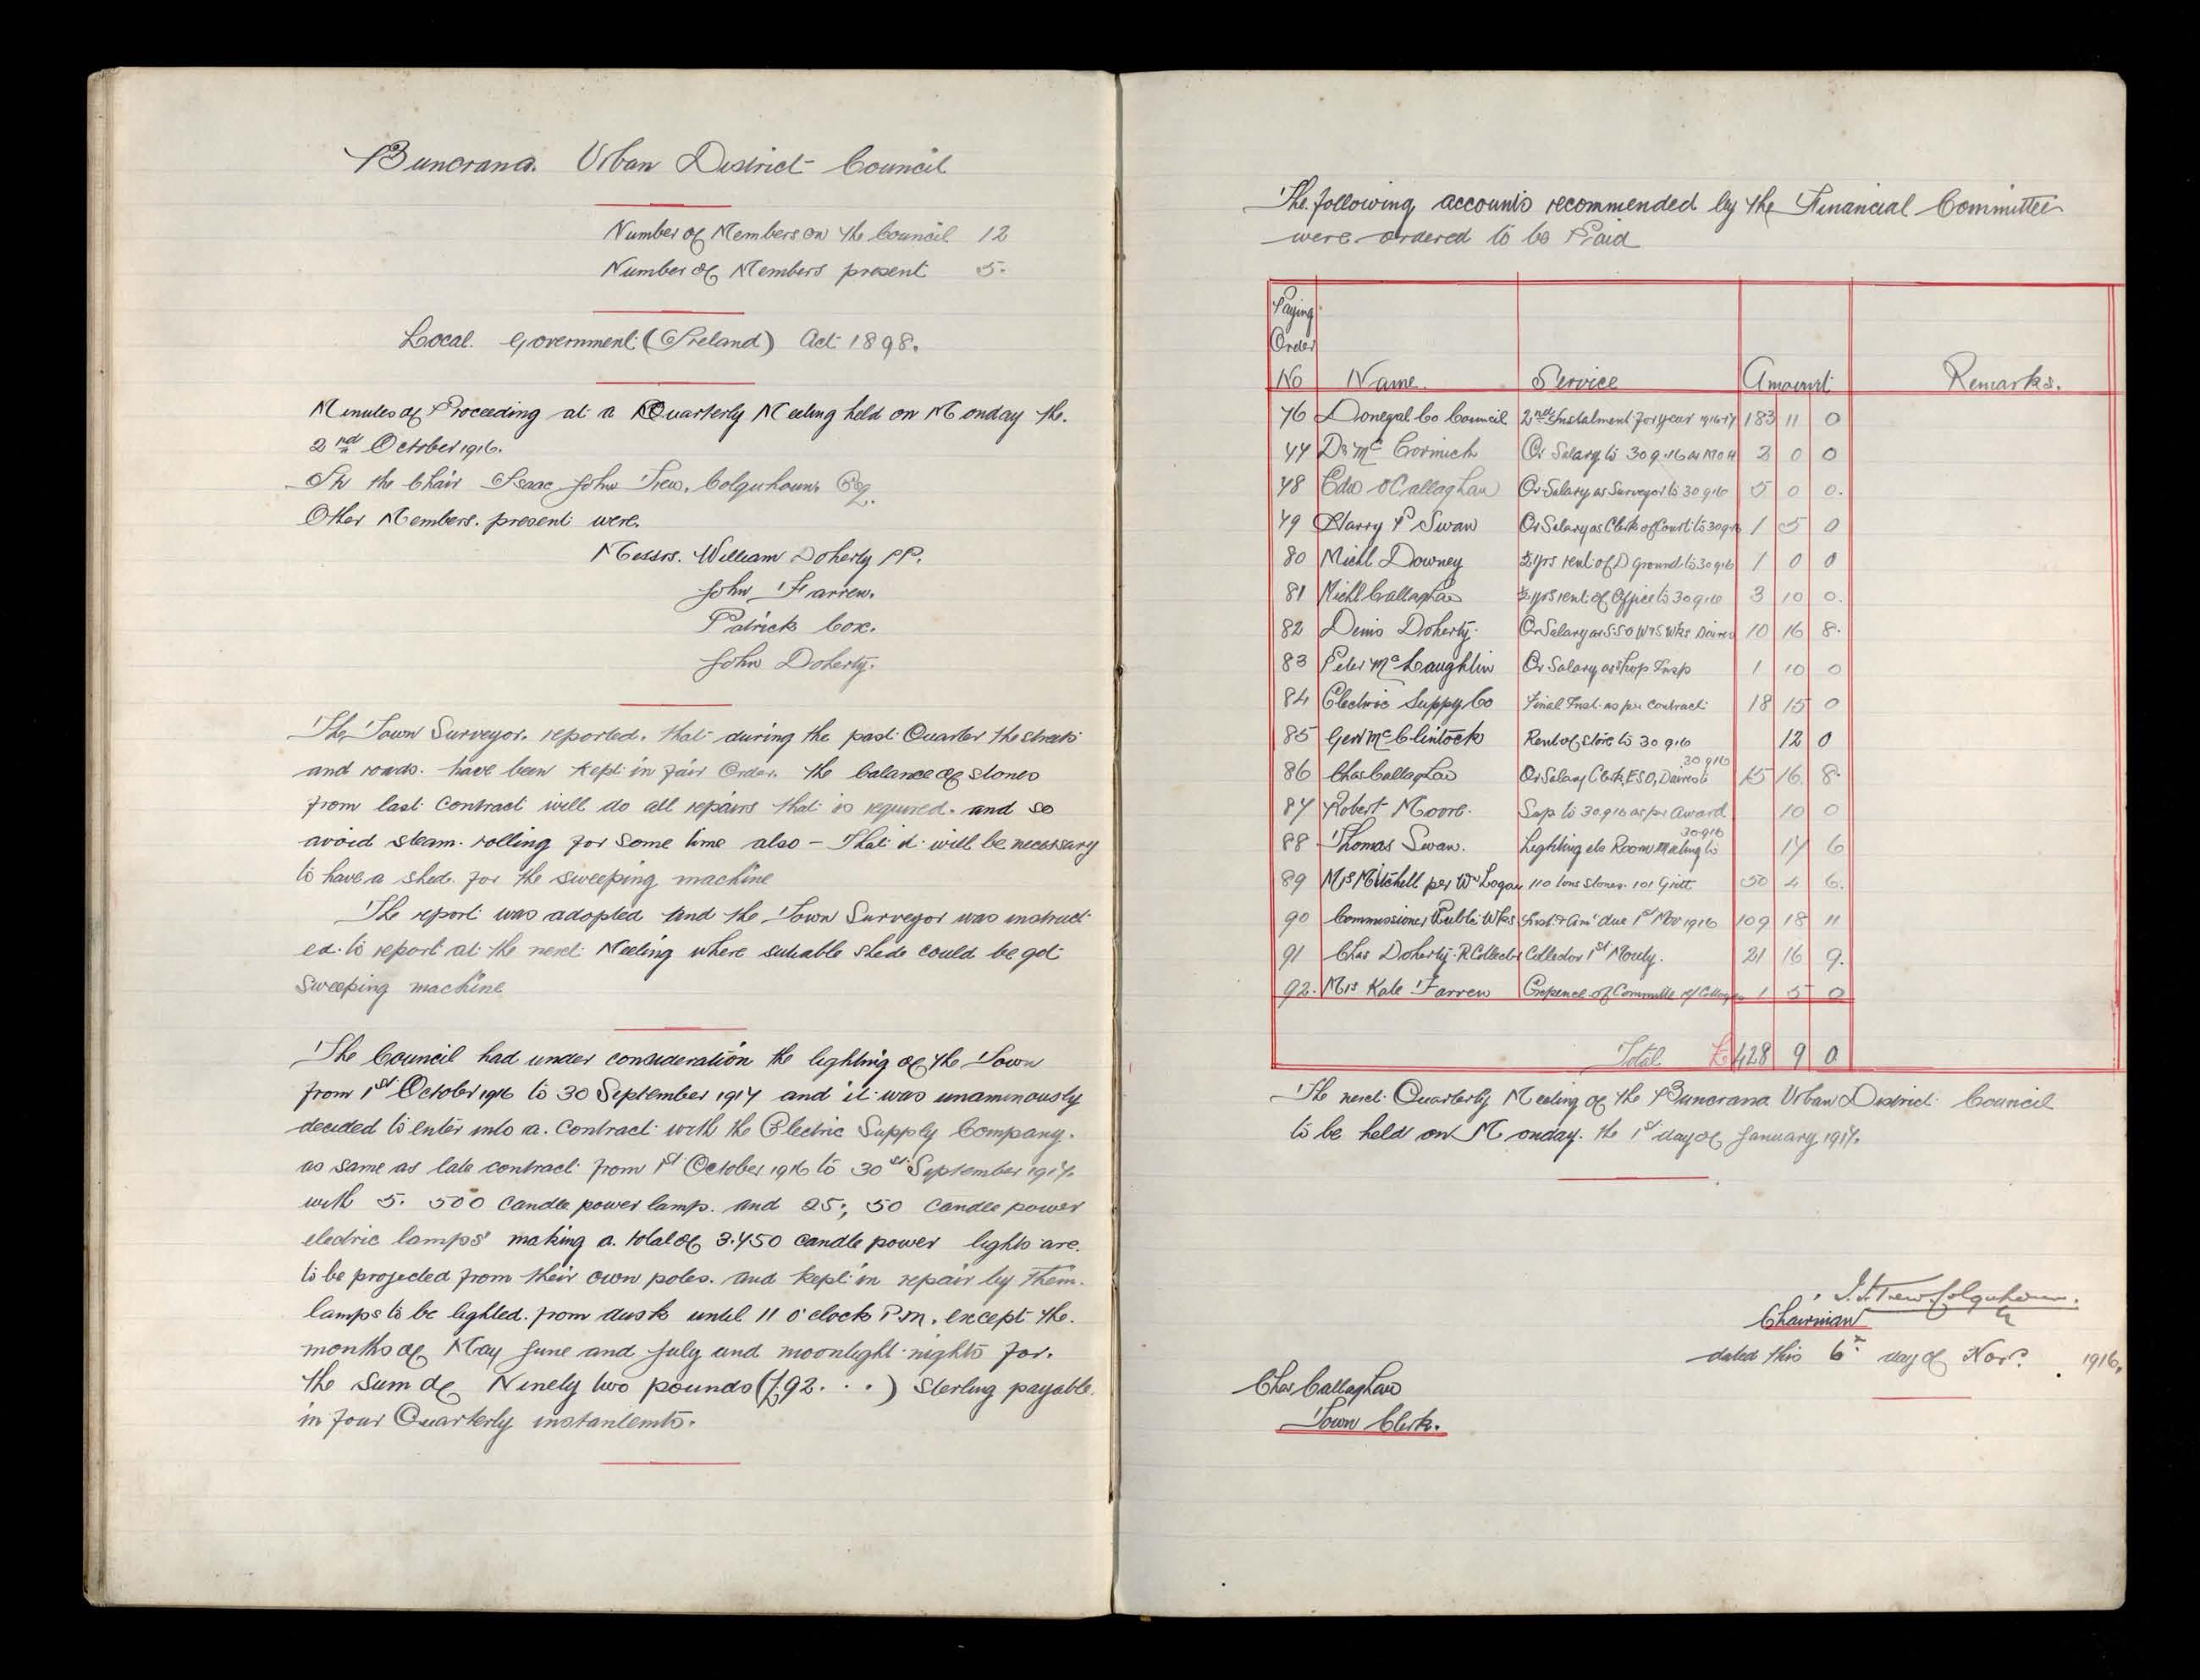 Buncrana. Urban District Council
Number of Members on the Council 12
Number of Members present 5.
Local Government (Ireland) Act 1898.
Minutes of Proceeding at a Quarterly Meeting held on Monday the.
2nd October 1916.
In the Chair Isaac John Trew. Colquhoun. Esq.
Other Members. present were.
Messrs. William Doherty PP.
John Farren.
Patrick Cox.
John Doherty.
The Town Surveyor. reported. that during the past Quarter the streets
and roads. have been kept in fair Order. the balance of stones
from last contract will do all repairs that is required. and so
avoid steam. rolling for some time also — That it will be necessary
to have a shed. for the sweeping machine
The report was adopted and the Town Surveyor was instruct
ed. to report at the next Meeting where suitable sheds could be got
sweeping machine
The Council had under consideration the lighting of the Town
from 1st October 1916 to 30 September 1917 and it was unaminously
decided to enter into a. contract with the Electric Supply Company.
as same as late contract from 1st October 1916 to 30st September 1917.
with 5. 500 candle power lamp. and 25, 50 candle power
electric lamps making a. total of 3.750 candle power lights are.
to be projected from their own poles. and kept in repair by them.
lamps to be lighted. from dusk until 11 o'clock P.m. except the.
months of May June and July and moonlight nights for.
the sum of Ninety two pounds (£92. . .) Sterling payable.
in four Quarterly instantemts.
The following accounts recommended by the Financial Committee
were ordered to be Paid
Paying
Order
No Name. Service Amount Remarks.
76 Donegal Co Council 2nd Instalment for year 1916-17 183 11 0
77 Dr Mc Cormick Qr Salary to 30 9.16 as MOH 2 0 0
78 Edw O'Callaghan Qr Salary as Surveyor to 30 9 16 5 0 0.
79 Harry P Swan Qr Salary as Clerk of Court to 30 9 16 1 5 0
80 Michl Downey ½ yrs rent of D Ground to 30 9 16 1 0 0
81 Michl Callaghan ½ yrs rent of Office to 30 9 16 3 10 0.
82 Denis Doherty. Qr Salary as S.S.O W&S Wks 10 16 8.
83 Peter McLaughlin Qr Salary as Shop Insp 1 10 0
84 Electric Supply Co Final Inst. as per contract 18 15 0
85 Genl McClintock Rent of store to 30 9 16 12 0
86 Chas Callaghan Qr Salary Clerk, ESO, to 30 9 16 15 16. 8.
87 Robert Moore. Sup to 30.9 16 as per Award 10 0
88 Thomas Swan. Lighting etc Room Meeting to 30-9 16 17 6
89 Mrs Mitchell per Wm Logan 110 tons stones. 101 Gritt 50 4 6.
90 Commissioner Public Wks due 1st Nov 1916 109 18 11
91 Chas Doherty. R Collector Collector 1st Moiety. 21 16 9.
92. Mrs Kate Farren Expence of Committe 1 5 0
Total £ 428 9 0
The next Quarterly Meeting of the Buncrana Urban District Council
to be held on Monday. the 1st day of January 1917.
I. J. Trew Colquhoun.
Chairman
dated this 6th day of Novr. 1916.
Chas Callaghan
Town Clerk.